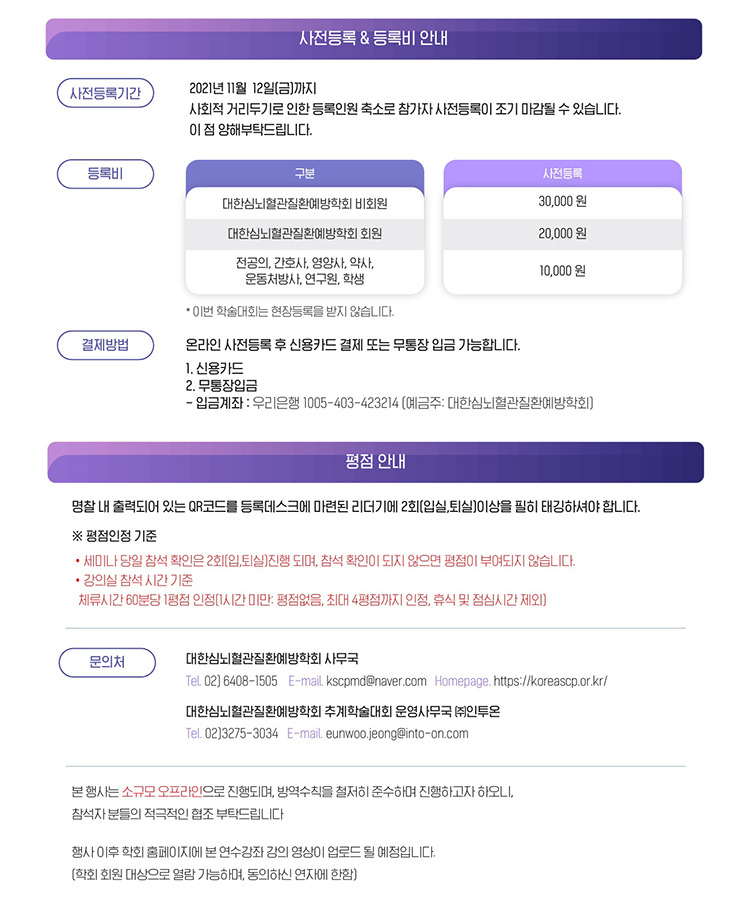 사전등록 & 등록비 안내
사전등록기간
2021년 11월 12일(금)까지
사회적 거리두기로 인한 등록인원 축소로 참가자 사전등록이 조기 마감될 수 있습니다.
이 점 양해부탁드립니다.
등록비
구분 사전등록
대한심뇌혈관질환예방학회 비회원 30,000 원
대한심뇌혈관질환예방학회 회원 20,000 원
전공의, 간호사, 영양사, 약사,
운동처방사, 연구원, 학생 10,000 원
* 이번 학술대회는 현장등록을 받지 않습니다.
결제방법
온라인 사전등록 후 신용카드 결제 또는 무통장 입금 가능합니다.
1. 신용카드
2. 무통장입금
- 입금계좌 : 우리은행 1005-403-423214 (예금주: 대한심뇌혈관질환예방학회)
평점 안내
명찰 내 출력되어 있는 QR코드를 등록데스크에 마련된 리더기에 2회(입실,퇴실)이상을 필히 태깅하셔야 합니다.
※ 평점인정 기준
• 세미나 당일 참석 확인은 2회(입,퇴실)진행 되며, 참석 확인이 되지 않으면 평점이 부여되지 않습니다.
• 강의실 참석 시간 기준
체류시간 60분당 1평점 인정(1시간 미만: 평점없음, 최대 4평점까지 인정, 휴식 및 점심시간 제외)
문의처
대한심뇌혈관질환예방학회 사무국
Tel. 02) 6408-1505 E-mail. kscpmd@naver.com Homepage. https://koreascp.or.kr/
대한심뇌혈관질환예방학회 추계학술대회 운영사무국 ㈜인투온
Tel. 02)3275-3034 E-mail. eunwoo.jeong@into-on.com
본 행사는 소규모 오프라인으로 진행되며, 방역수칙을 철저히 준수하며 진행하고자 하오니,
참석자 분들의 적극적인 협조 부탁드립니다
행사 이후 학회 홈페이지에 본 연수강좌 강의 영상이 업로드 될 예정입니다.
(학회 회원 대상으로 열람 가능하며, 동의하신 연자에 한함)